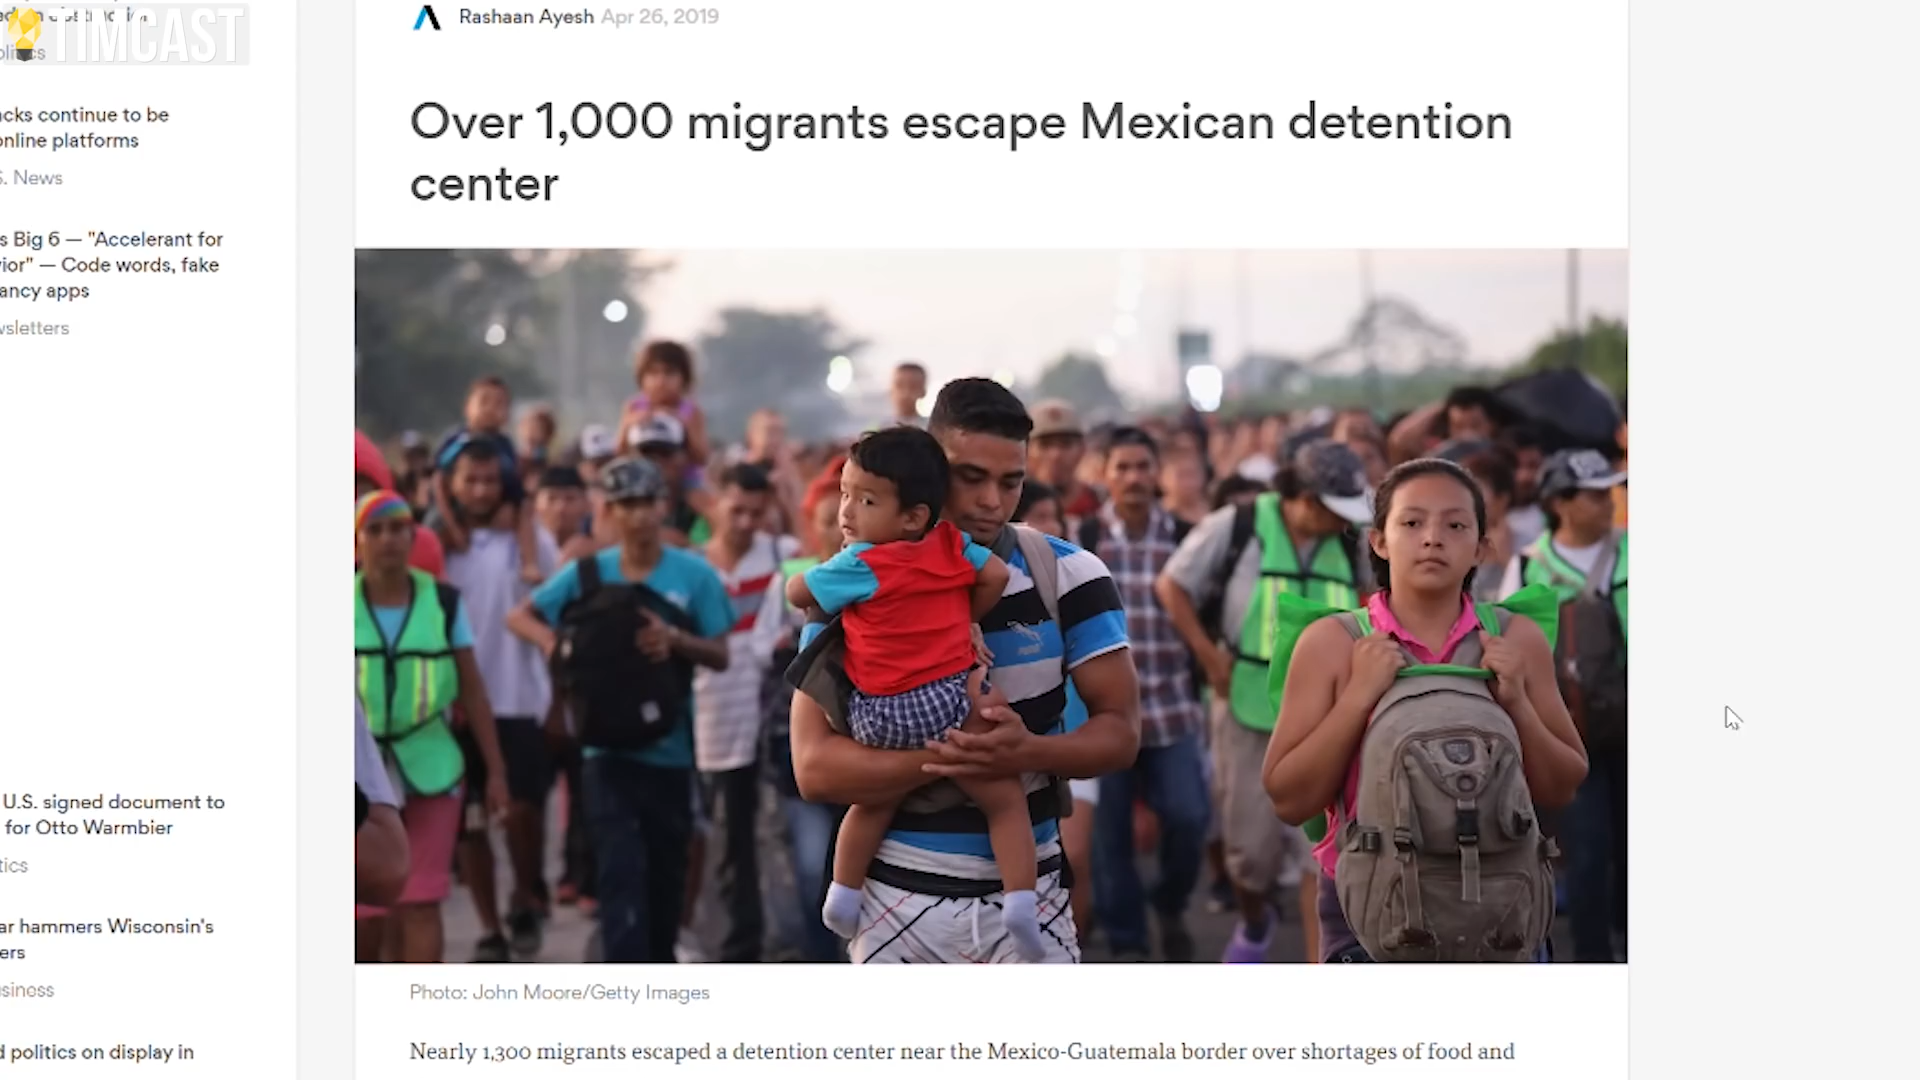 TIMCAST
Rashaan Ayesh Apr 26, 2019
Over 1,000 migrants escape Mexican detention
center
Photo: John Moore/Getty Images
Nearly 1,300 migrants escaped a detention center near the Mexico-Guatemala border over shortages of food and
acks continue to be
online platforms
S. News
s Big 6 — "Accelerant for
vior" — Code words, fake
ancy apps
wsletters
U.S. signed document to
for Otto Warmbier
tics
ar hammers Wisconsin's
ers
siness
d politics on display in